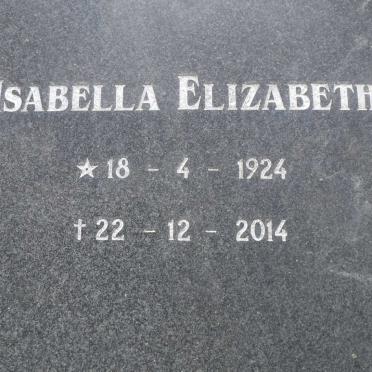 ISABELLA ELIZABETH
★ 18 - 4 - 1924
† 22 - 12 - 2014